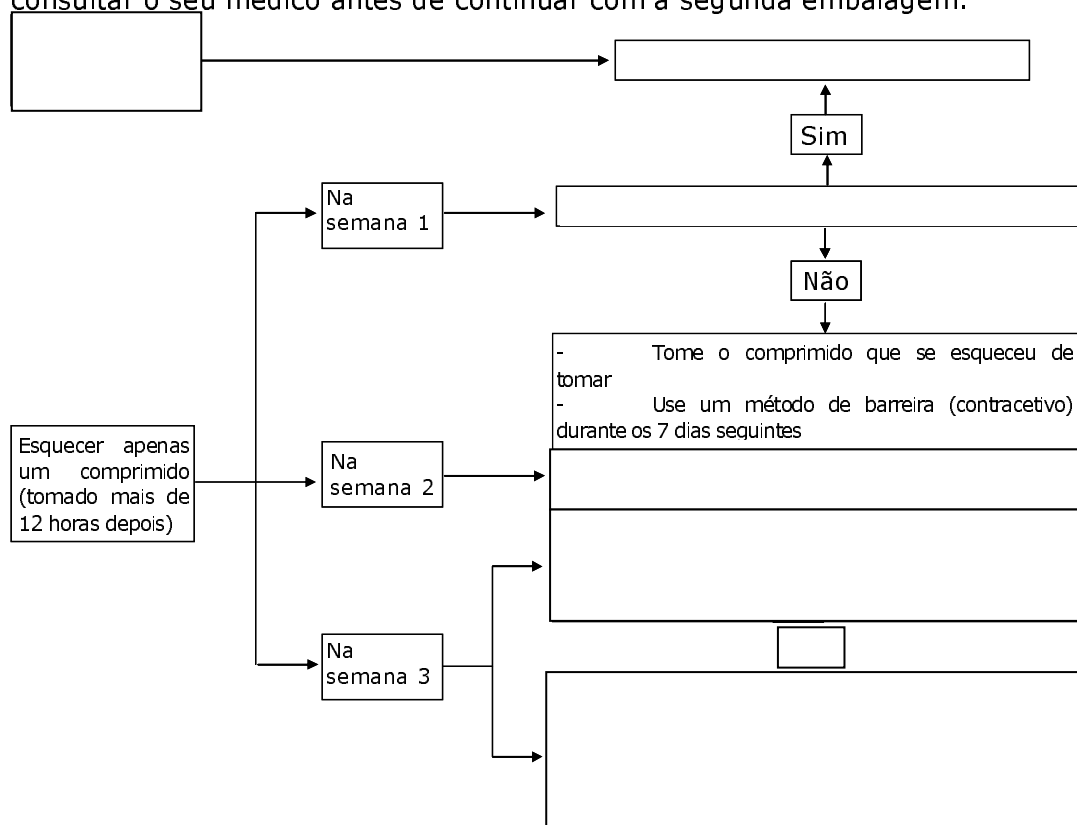 consultar o seu médico antes de continuar com a segunda embalagem.
Sim
Na
semana 1
Não
- Tome o comprimido que se esqueceu de
tomar
- Use um método de barreira (contracetivo)
durante os 7 dias seguintes
Esquecer apenas
um comprimido
(tomado mais de
12 horas depois)
Na
semana 2
Na
semana 3